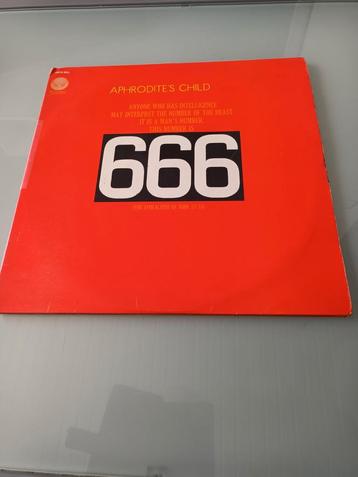 APHRODITE'S CHILD
ANYONE WHO HAS INTELLIGENCE
MAY INTERPRET THE NUMBER OF THE BEAST
IT IS A MAN'S NUMBER.
THIS NUMBER IS
666